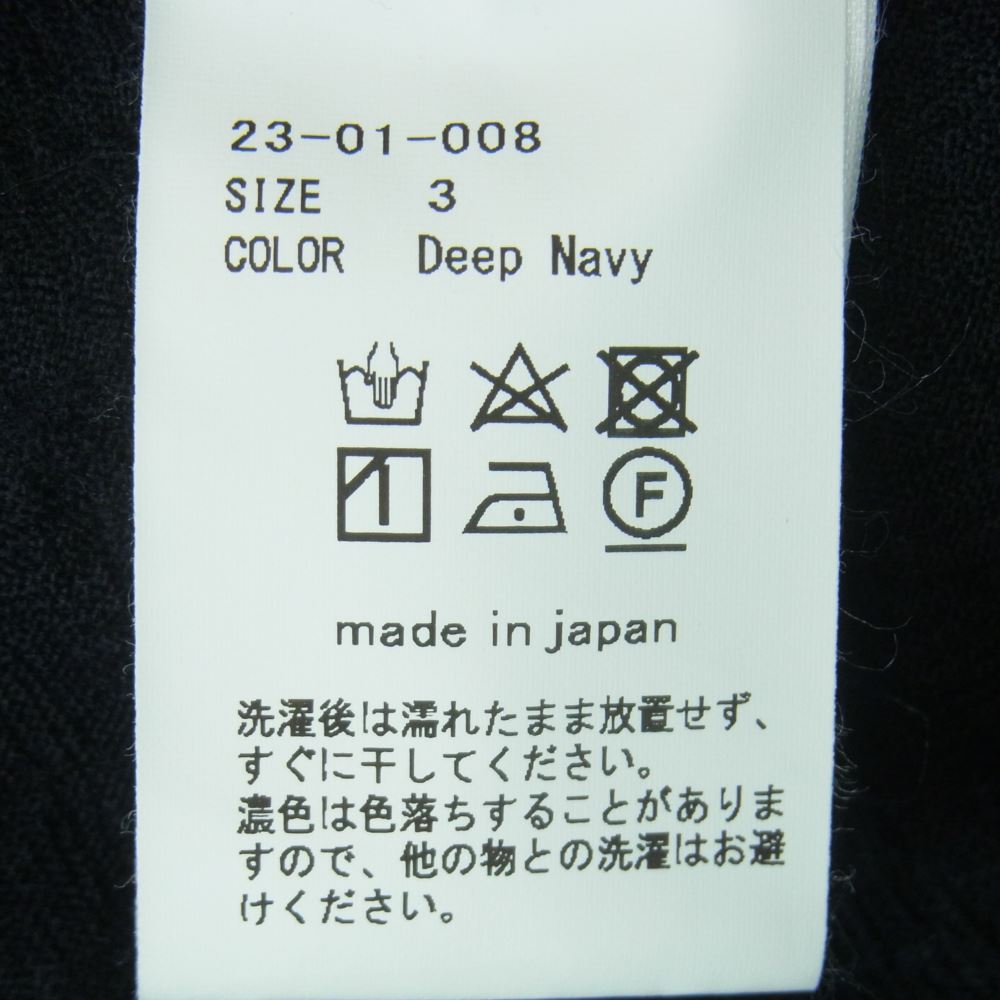 23-01-008
SIZE 3
COLOR Deep Navy
F
made in japan
洗濯後は濡れたまま放置せず、
すぐに干してください。
濃色は色落ちすることがありま
すので、他の物との洗濯はお避
けください。